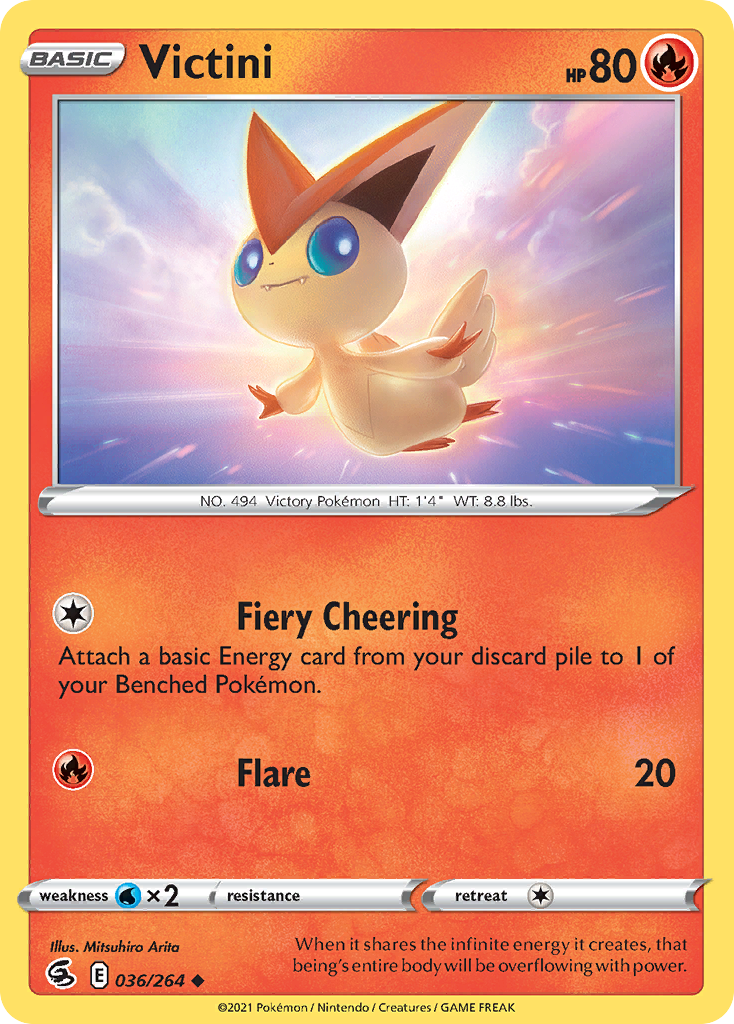 BASIC Victini HP80
NO. 494 Victory Pokémon HT: 1'4" WT: 8.8 lbs.
Fiery Cheering
Attach a basic Energy card from your discard pile to 1 of
your Benched Pokémon.
Flare 20
weakness ×2 resistance retreat
Illus. Mitsuhiro Arita
When it shares the infinite energy it creates, that
being's entire body will be overflowing with power.
E 036/264
©2021 Pokémon / Nintendo / Creatures / GAME FREAK